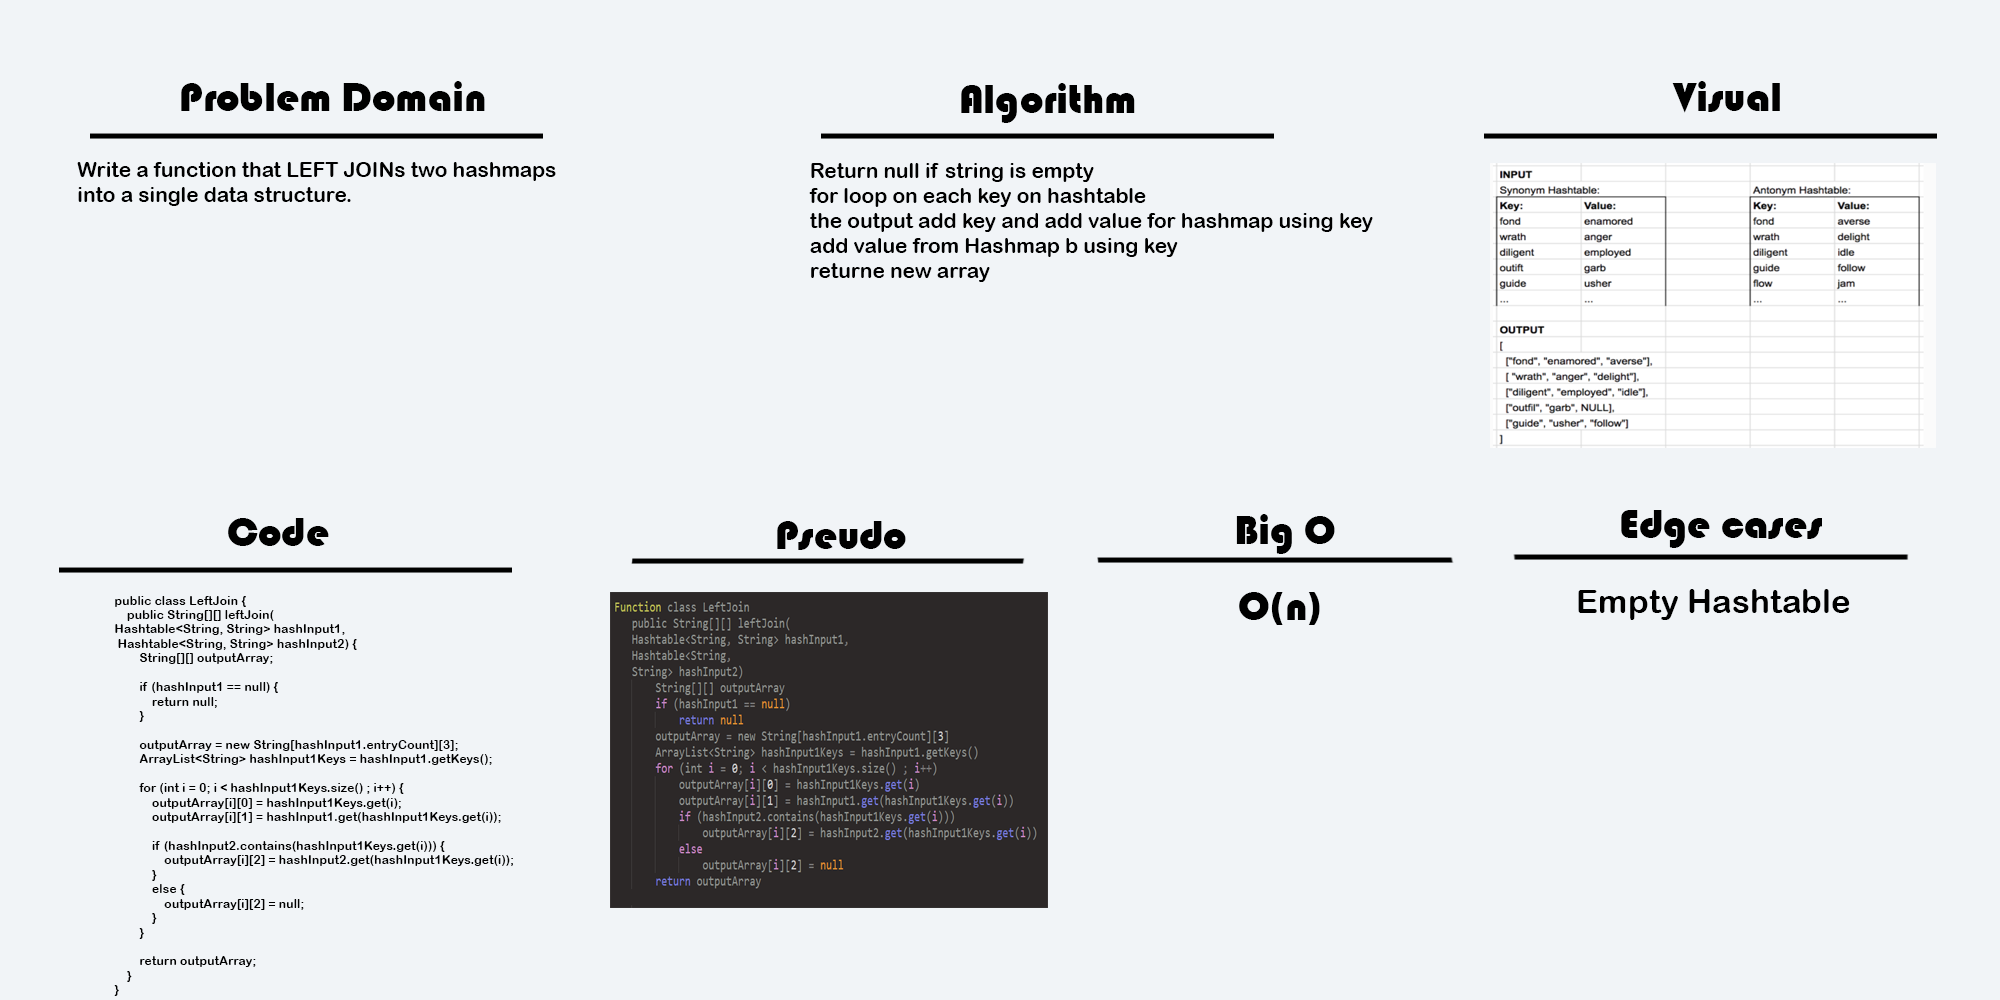 Problem Domain
Write a function that LEFT JOINs two hashmaps
into a single data structure.
Algorithm
Return null if string is empty
for loop on each key on hashtable
the output add key and add value for hashmap using key
add value from Hashmap b using key
returne new array
Visual
INPUT
Synonym Hashtable: Antonym Hashtable:
Key: Value: Key: Value:
fond enamored fond averse
wrath anger wrath delight
diligent employed diligent idle
outift garb guide follow
guide usher flow jam
... ... ... ...
OUTPUT
[
["fond", "enamored", "averse"],
[ "wrath", "anger", "delight"],
["diligent", "employed", "idle"],
["outfil", "garb", NULL],
["guide", "usher", "follow"]
]
Code
public class LeftJoin {
public String[][] leftJoin(
Hashtable<String, String> hashInput1,
Hashtable<String, String> hashInput2) {
String[][] outputArray;
if (hashInput1 == null) {
return null;
}
outputArray = new String[hashInput1.entryCount][3];
ArrayList<String> hashInput1Keys = hashInput1.getKeys();
for (int i = 0; i < hashInput1Keys.size() ; i++) {
outputArray[i][0] = hashInput1Keys.get(i);
outputArray[i][1] = hashInput1.get(hashInput1Keys.get(i));
if (hashInput2.contains(hashInput1Keys.get(i))) {
outputArray[i][2] = hashInput2.get(hashInput1Keys.get(i));
}
else {
outputArray[i][2] = null;
}
}
return outputArray;
}
}
Pseudo
Function class LeftJoin
public String[][] leftJoin(
Hashtable<String, String> hashInput1,
Hashtable<String,
String> hashInput2)
String[][] outputArray
if (hashInput1 == null)
return null
outputArray = new String[hashInput1.entryCount][3]
ArrayList<String> hashInput1Keys = hashInput1.getKeys()
for (int i = 0; i < hashInput1Keys.size() ; i++)
outputArray[i][0] = hashInput1Keys.get(i)
outputArray[i][1] = hashInput1.get(hashInput1Keys.get(i))
if (hashInput2.contains(hashInput1Keys.get(i)))
outputArray[i][2] = hashInput2.get(hashInput1Keys.get(i))
else
outputArray[i][2] = null
return outputArray
Big O
O(n)
Edge cases
Empty Hashtable